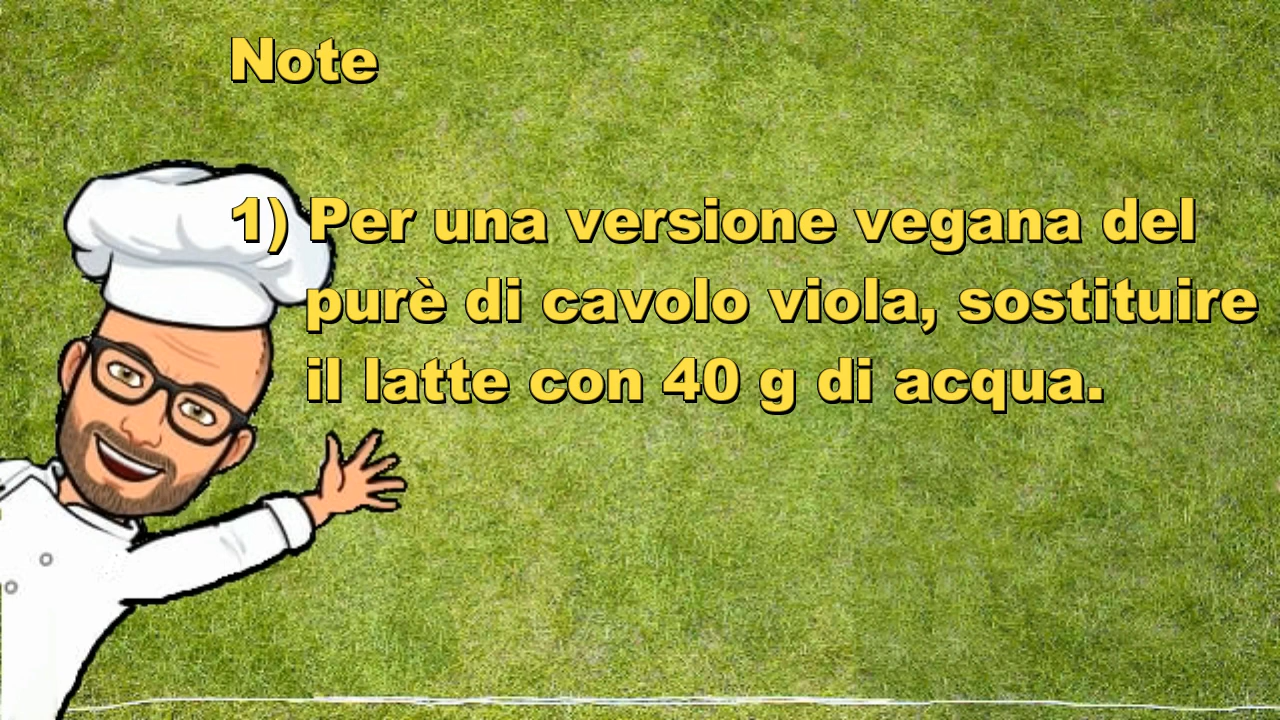 Note
1) Per una versione vegana del
purè di cavolo viola, sostituire
il latte con 40 g di acqua.